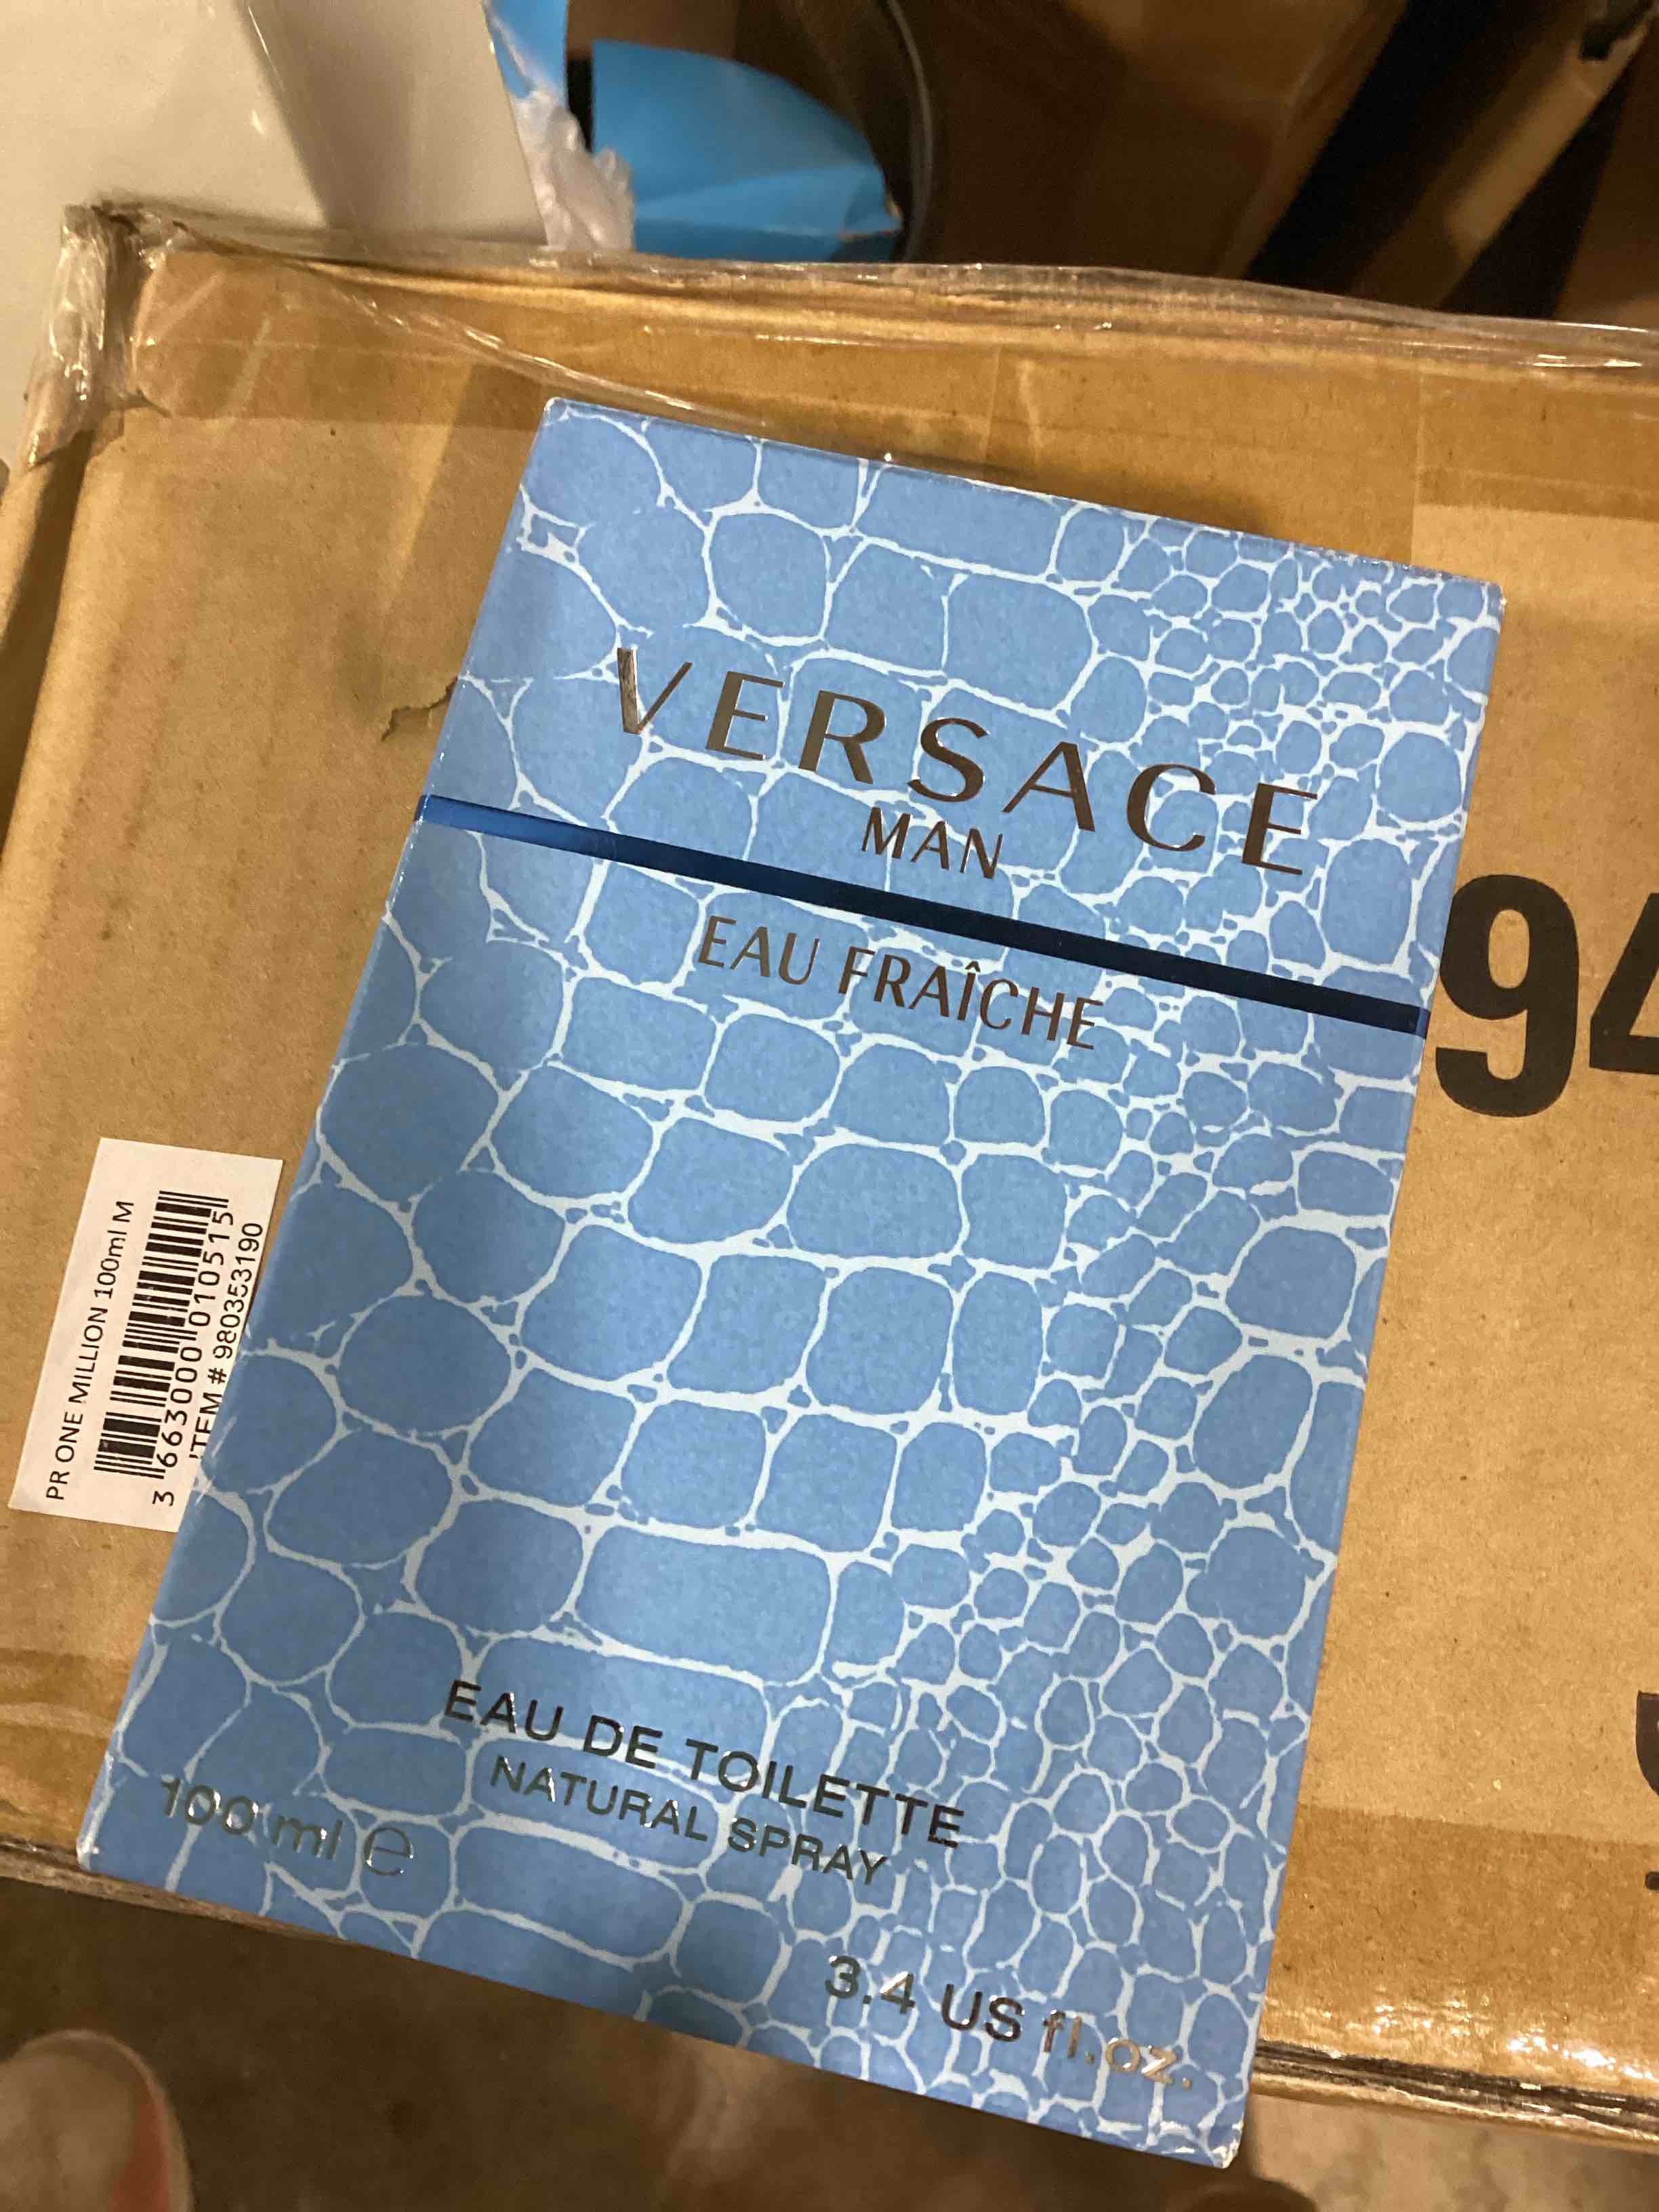 VERSACE
MAN
EAU FRAÎCHE
EAU DE TOILETTE
NATURAL SPRAY
100 ml ℮
3.4 US fl.oz.
PR ONE MILLION 100ml M
3 663000 010515
ITEM # 980353190
94